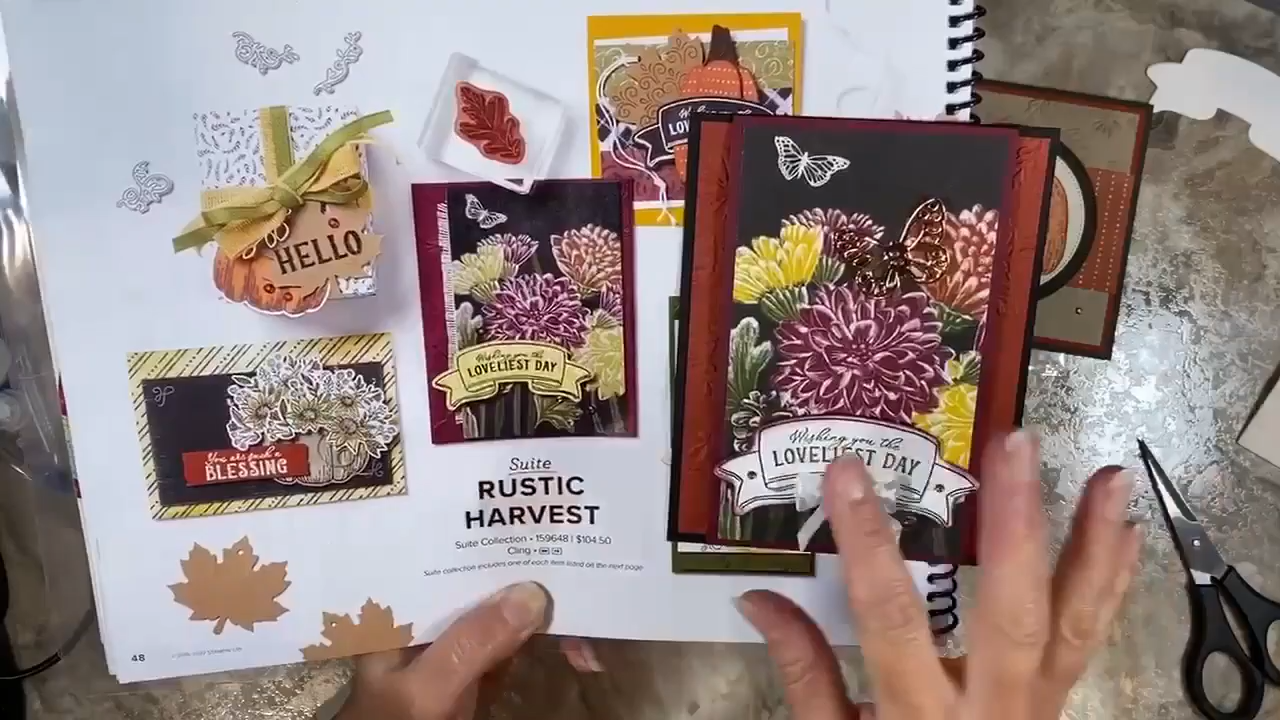 HELLO
Wishing you the
LOVELIEST DAY
You are such a
BLESSING
Suite
RUSTIC
HARVEST
Suite Collection • 159648 | $104.50
Cling •
Suite collection includes one of each item listed on the next page
48
Wishing you the
LOVELIEST DAY